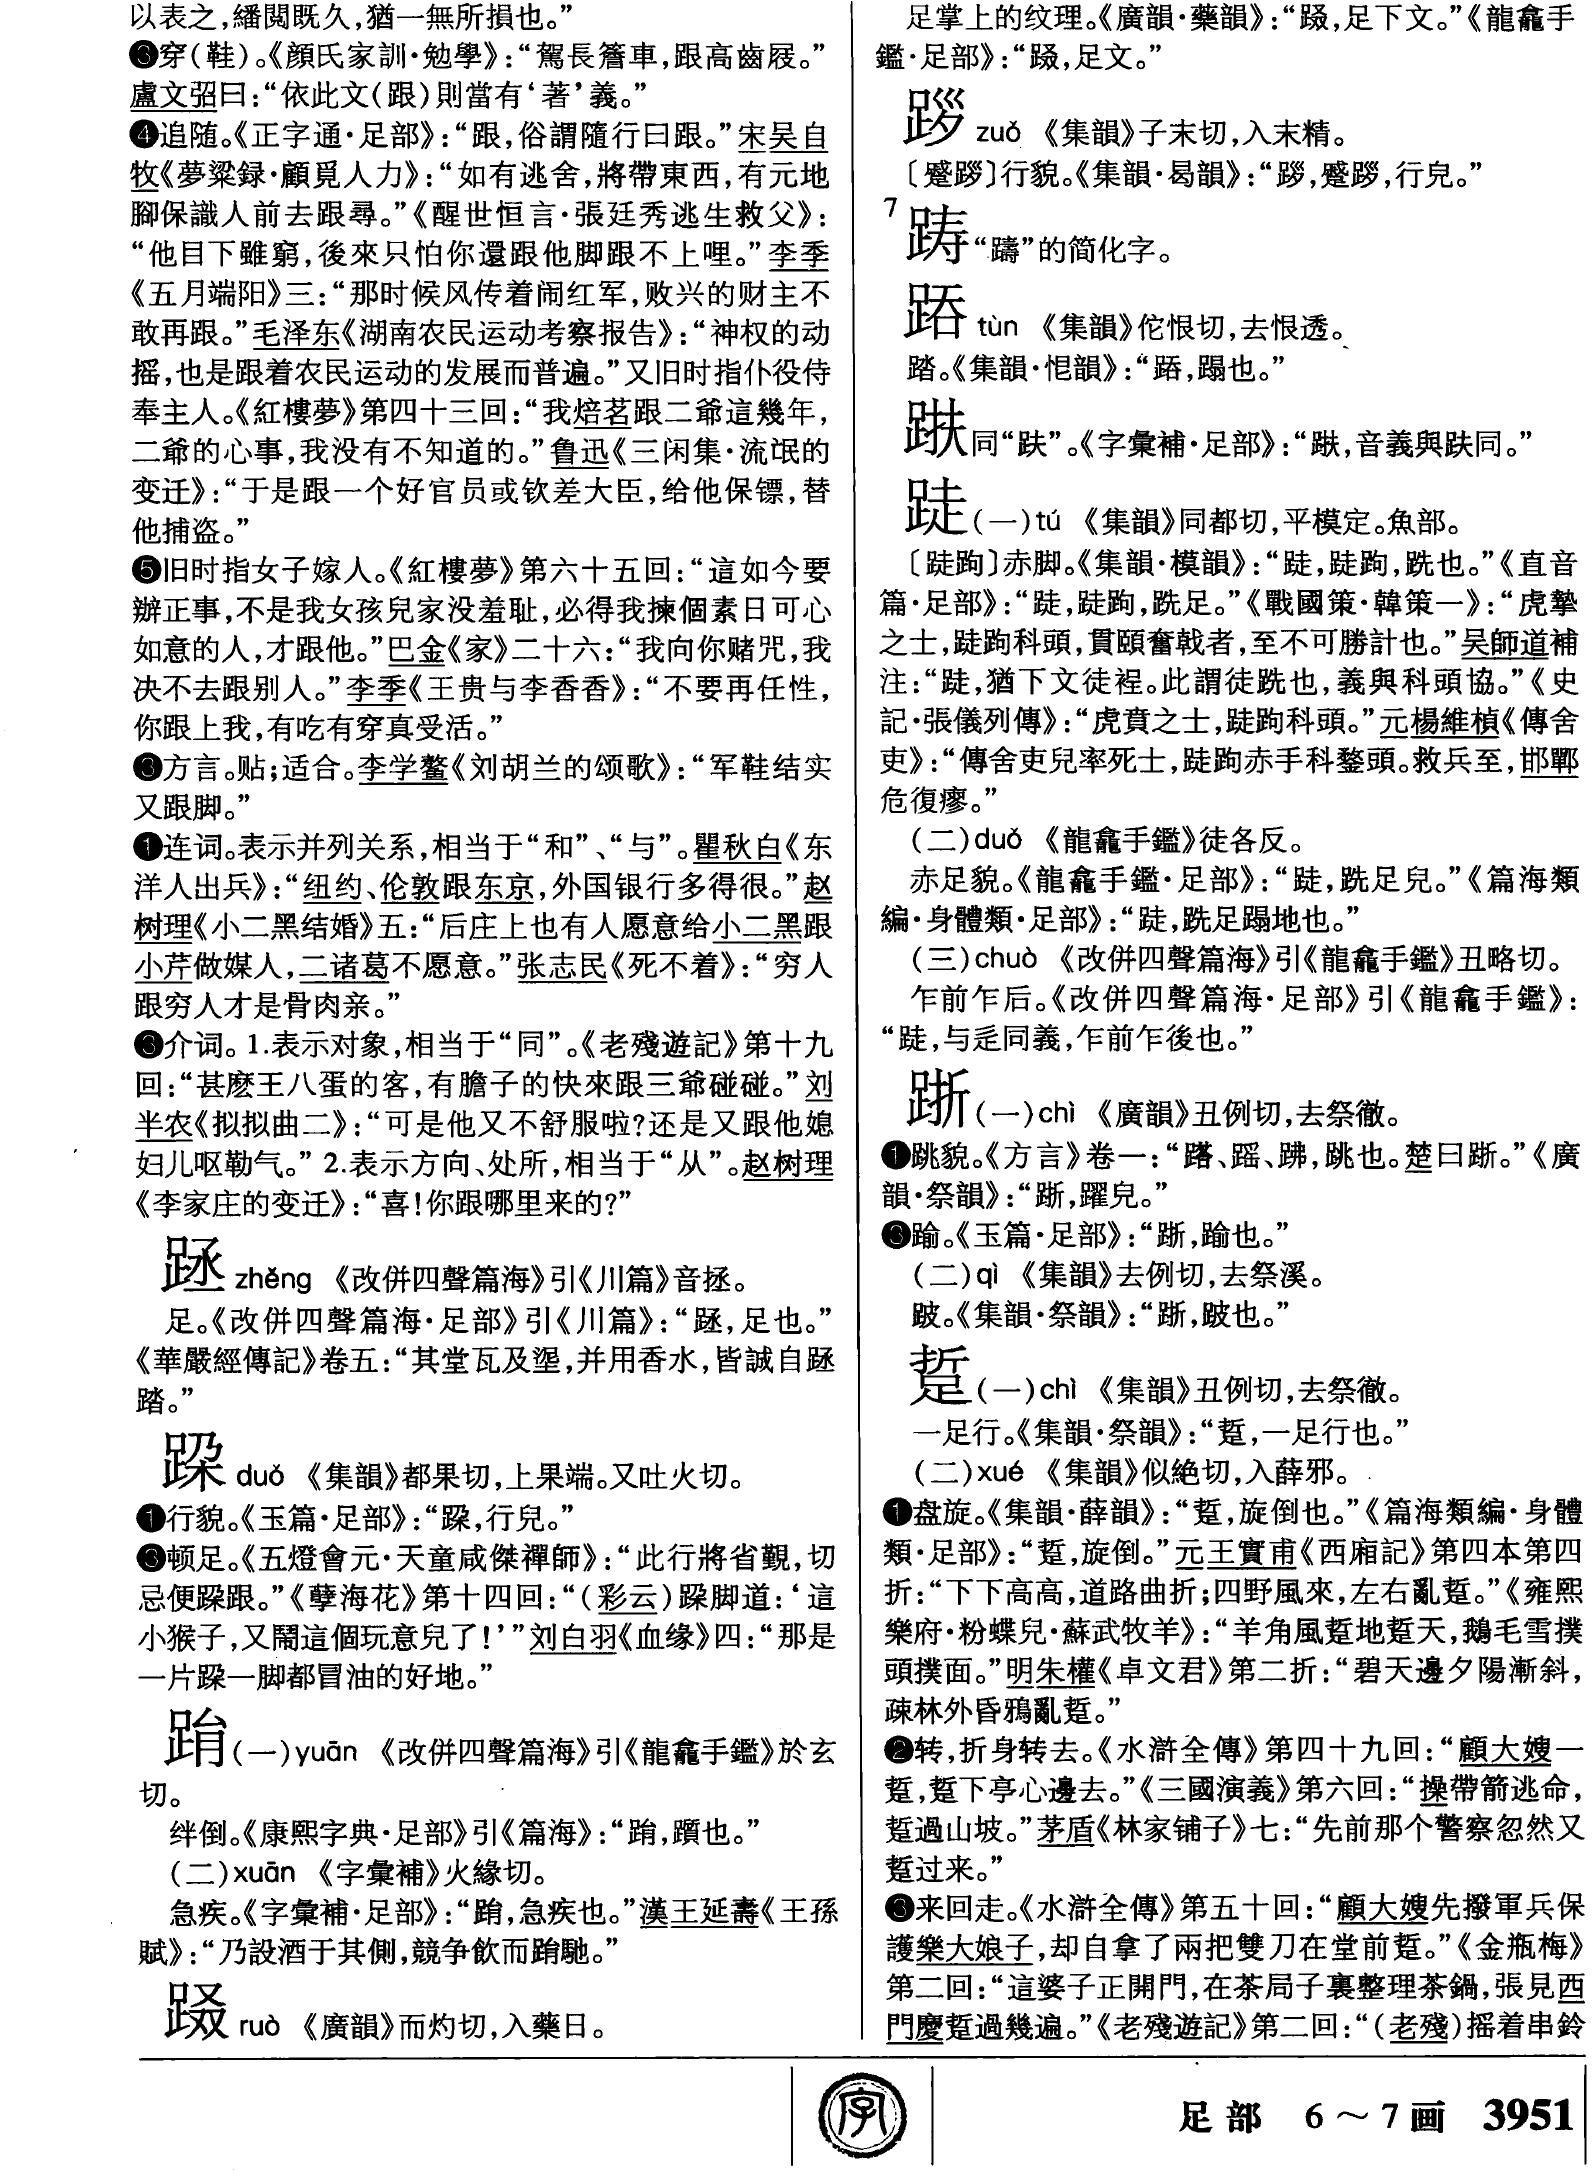 以表之，繙閲既久，猶一無所損也。”
❸穿（鞋）。《顔氏家訓·勉學》：“駕長簷車，跟高齒屐。”
盧文弨曰：“依此文（跟）則當有‘著’義。”
❹追随。《正字通·足部》：“跟，俗謂隨行曰跟。”宋吴自
牧《夢粱録·顧覓人力》：“如有逃舍，將帶東西，有元地
腳保識人前去跟尋。”《醒世恒言·張廷秀逃生救父》：
“他目下雖窮，後來只怕你還跟他脚跟不上哩。”李季
《五月端阳》三：“那时候风传着闹红军，败兴的财主不
敢再跟。”毛泽东《湖南农民运动考察报告》：“神权的动
摇，也是跟着农民运动的发展而普遍。”又旧时指仆役侍
奉主人。《紅樓夢》第四十三回：“我焙茗跟二爺這幾年，
二爺的心事，我没有不知道的。”鲁迅《三闲集·流氓的
变迁》：“于是跟一个好官员或钦差大臣，给他保镖，替
他捕盗。”
❺旧时指女子嫁人。《紅樓夢》第六十五回：“這如今要
辦正事，不是我女孩兒家没羞耻，必得我揀個素日可心
如意的人，才跟他。”巴金《家》二十六：“我向你赌咒，我
决不去跟别人。”李季《王贵与李香香》：“不要再任性，
你跟上我，有吃有穿真受活。”
❻方言。贴；适合。李学鳌《刘胡兰的颂歌》：“军鞋结实
又跟脚。”
❼连词。表示并列关系，相当于“和”、“与”。瞿秋白《东
洋人出兵》：“纽约、伦敦跟东京，外国银行多得很。”赵
树理《小二黑结婚》五：“后庄上也有人愿意给小二黑跟
小芹做媒人，二诸葛不愿意。”张志民《死不着》：“穷人
跟穷人才是骨肉亲。”
❽介词。1.表示对象，相当于“同”。《老殘遊記》第十九
回：“甚麽王八蛋的客，有膽子的快來跟三爺碰碰。”刘
半农《拟拟曲二》：“可是他又不舒服啦？还是又跟他媳
妇儿呕勒气。”2.表示方向、处所，相当于“从”。赵树理
《李家庄的变迁》：“喜！你跟哪里来的？”
zhěng 《改併四聲篇海》引《川篇》音拯。
足。《改併四聲篇海·足部》引《川篇》：“，足也。”
《華嚴經傳記》卷五：“其堂瓦及埿，并用香水，皆誠自
踏。”
跺 duǒ 《集韻》都果切，上果端。又吐火切。
❶行貌。《玉篇·足部》：“跺，行皃。”
❷顿足。《五燈會元·天童咸傑禪師》：“此行將省覲，切
忌便跺跟。”《孽海花》第十四回：“（彩云）跺脚道：‘這
小猴子，又鬧這個玩意兒了！’”刘白羽《血缘》四：“那是
一片跺一脚都冒油的好地。”
（一）yuān 《改併四聲篇海》引《龍龕手鑑》於玄
切。
绊倒。《康熙字典·足部》引《篇海》：“，躓也。”
（二）xuān 《字彙補》火緣切。
急疾。《字彙補·足部》：“，急疾也。”漢王延壽《王孫
賦》：“乃設酒于其側，競争飲而馳。”
ruò 《廣韻》而灼切，入藥日。
足掌上的纹理。《廣韻·藥韻》：“，足下文。”《龍龕手
鑑·足部》：“，足文。”
zuǒ 《集韻》子末切，入末精。
〔蹙〕行貌。《集韻·曷韻》：“，蹙，行皃。”
7
踌 “躊”的简化字。
tùn 《集韻》佗恨切，去恨透。
踏。《集韻·恨韻》：“，蹋也。”
同“趺”。《字彙補·足部》：“，音義與趺同。”
跿（一）tú 《集韻》同都切，平模定。魚部。
〔跿跔〕赤脚。《集韻·模韻》：“跿，跿跔，跣也。”《直音
篇·足部》：“跿，跿跔，跣足。”《戰國策·韓策一》：“虎摯
之士，跿跔科頭，貫頤奮戟者，至不可勝計也。”吴師道補
注：“跿，猶下文徒裎。此謂徒跣也，義與科頭協。”《史
記·張儀列傳》：“虎賁之士，跿跔科頭。”元楊維楨《傳舍
吏》：“傳舍吏兒率死士，跿跔赤手科鍪頭。救兵至，邯鄲
危復瘳。”
（二）duǒ 《龍龕手鑑》徒各反。
赤足貌。《龍龕手鑑·足部》：“跿，跣足皃。”《篇海類
編·身體類·足部》：“跿，跣足蹋地也。”
（三）chuò 《改併四聲篇海》引《龍龕手鑑》丑略切。
乍前乍后。《改併四聲篇海·足部》引《龍龕手鑑》：
“跿，与辵同義，乍前乍後也。”
跅（一）chì 《廣韻》丑例切，去祭徹。
❶跳貌。《方言》卷一：“蹃、䠛、跳也。楚曰。”《廣
韻·祭韻》：“，躍皃。”
❷踰。《玉篇·足部》：“，踰也。”
（二）qì 《集韻》去例切，去祭溪。
跛。《集韻·祭韻》：“，跛也。”
踅（一）chì 《集韻》丑例切，去祭徹。
一足行。《集韻·祭韻》：“踅，一足行也。”
（二）xué 《集韻》似絶切，入薛邪。
❶盘旋。《集韻·薛韻》：“踅，旋倒也。”《篇海類編·身體
類·足部》：“踅，旋倒。”元王實甫《西廂記》第四本第四
折：“下下高高，道路曲折；四野風來，左右亂踅。”《雍熙
樂府·粉蝶兒·蘇武牧羊》：“羊角風踅地踅天，鵝毛雪撲
頭撲面。”明朱權《卓文君》第二折：“碧天邊夕陽漸斜，
疎林外昏鴉亂踅。”
❷转，折身转去。《水滸全傳》第四十九回：“顧大嫂一
踅，踅下亭心邊去。”《三國演義》第六回：“操帶箭逃命，
踅過山坡。”茅盾《林家铺子》七：“先前那个警察忽然又
踅过来。”
❸来回走。《水滸全傳》第五十回：“顧大嫂先撥軍兵保
護樂大娘子，却自拿了兩把雙刀在堂前踅。”《金瓶梅》
第二回：“這婆子正開門，在茶局子裏整理茶鍋，張見西
門慶踅過幾遍。”《老殘遊記》第二回：“（老殘）摇着串鈴
字
足部 6～7画 3951